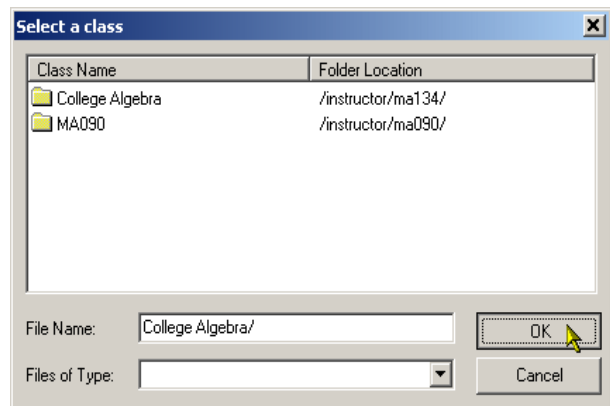 Select a class
Class Name Folder Location
College Algebra /instructor/ma134/
MA090 /instructor/ma090/
File Name: College Algebra/ OK
Files of Type: Cancel